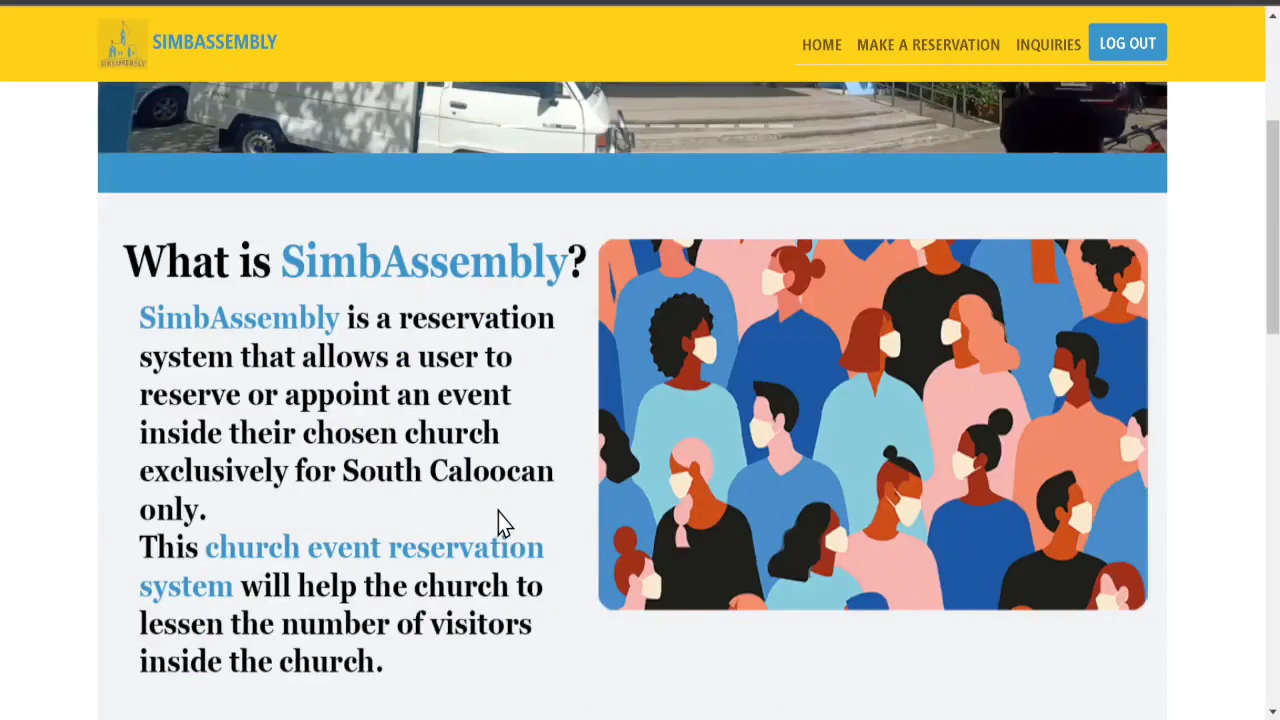 SIMBASSEMBLY
HOME MAKE A RESERVATION INQUIRIES LOG OUT
What is SimbAssembly?
SimbAssembly is a reservation
system that allows a user to
reserve or appoint an event
inside their chosen church
exclusively for South Caloocan
only.
This church event reservation
system will help the church to
lessen the number of visitors
inside the church.